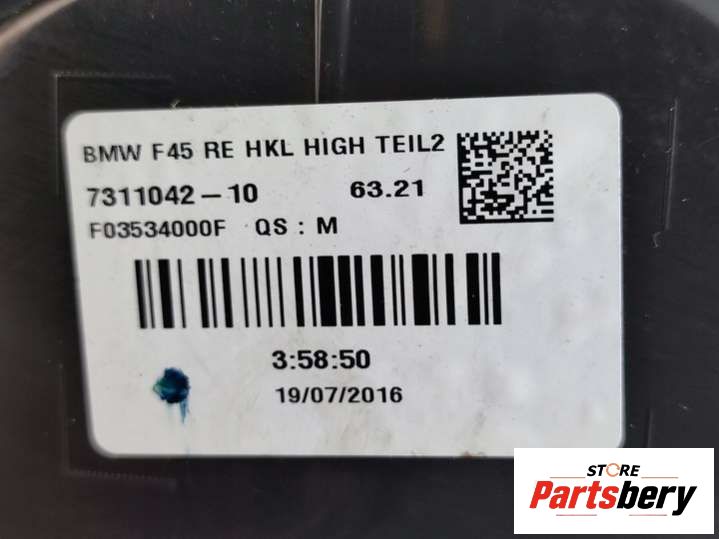 BMW F45 RE HKL HIGH TEIL2
7311042-10 63.21
F03534000F QS : M
3:58:50
19/07/2016
STORE
Partsbery